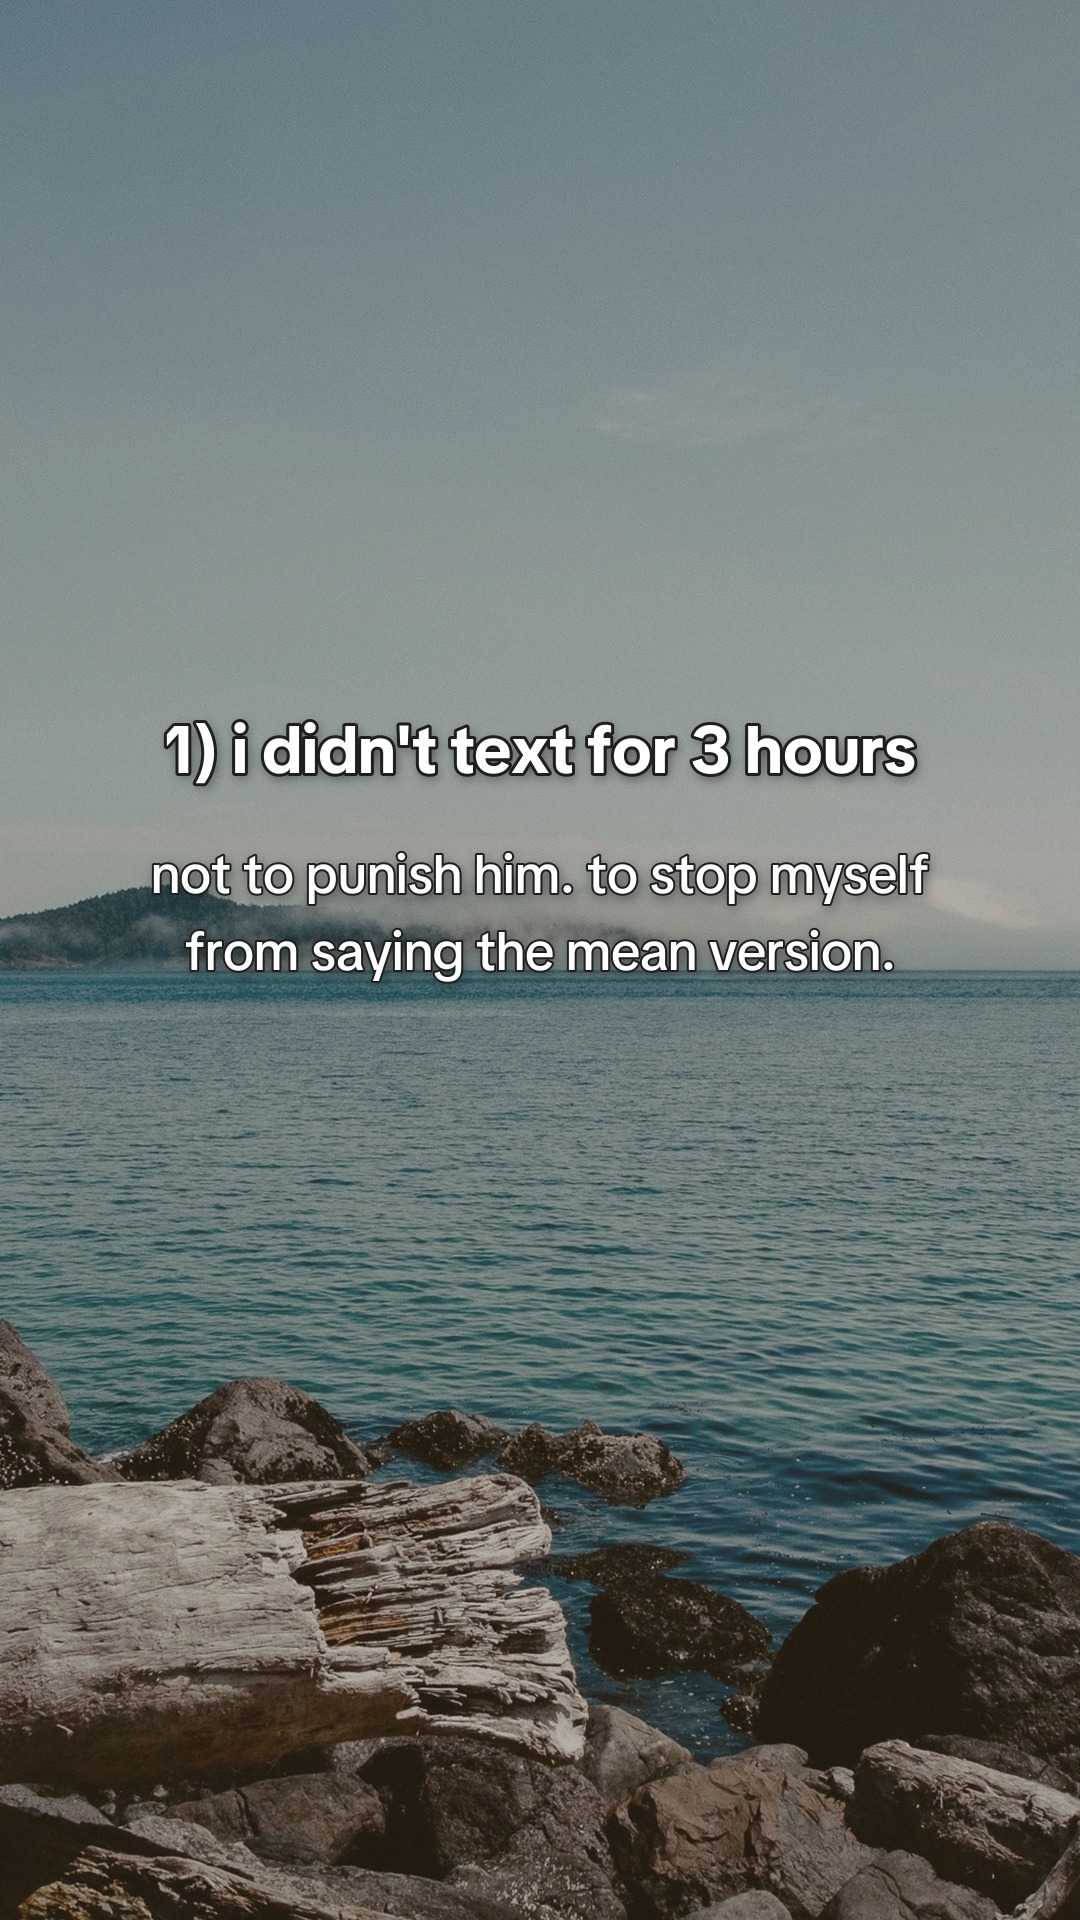 1) i didn't text for 3 hours
not to punish him. to stop myself
from saying the mean version.